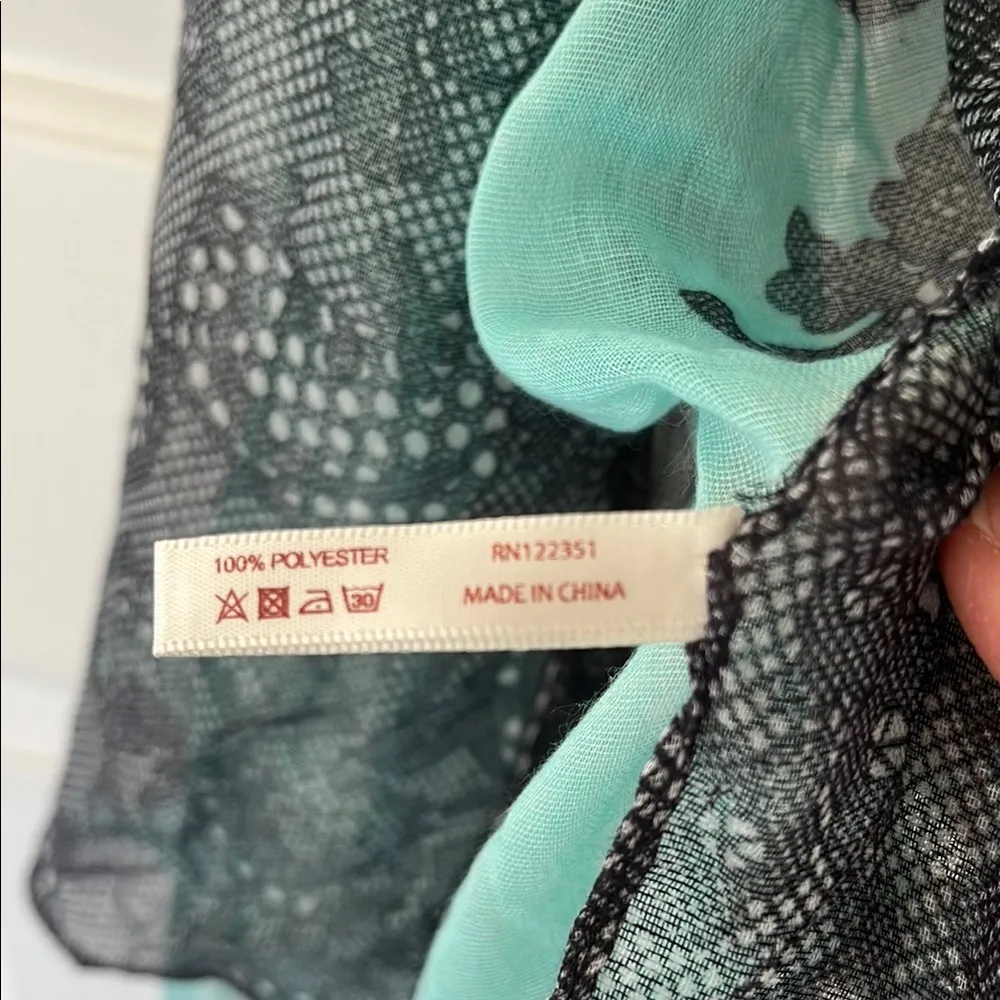 100% POLYESTER
30
RN122351
MADE IN CHINA